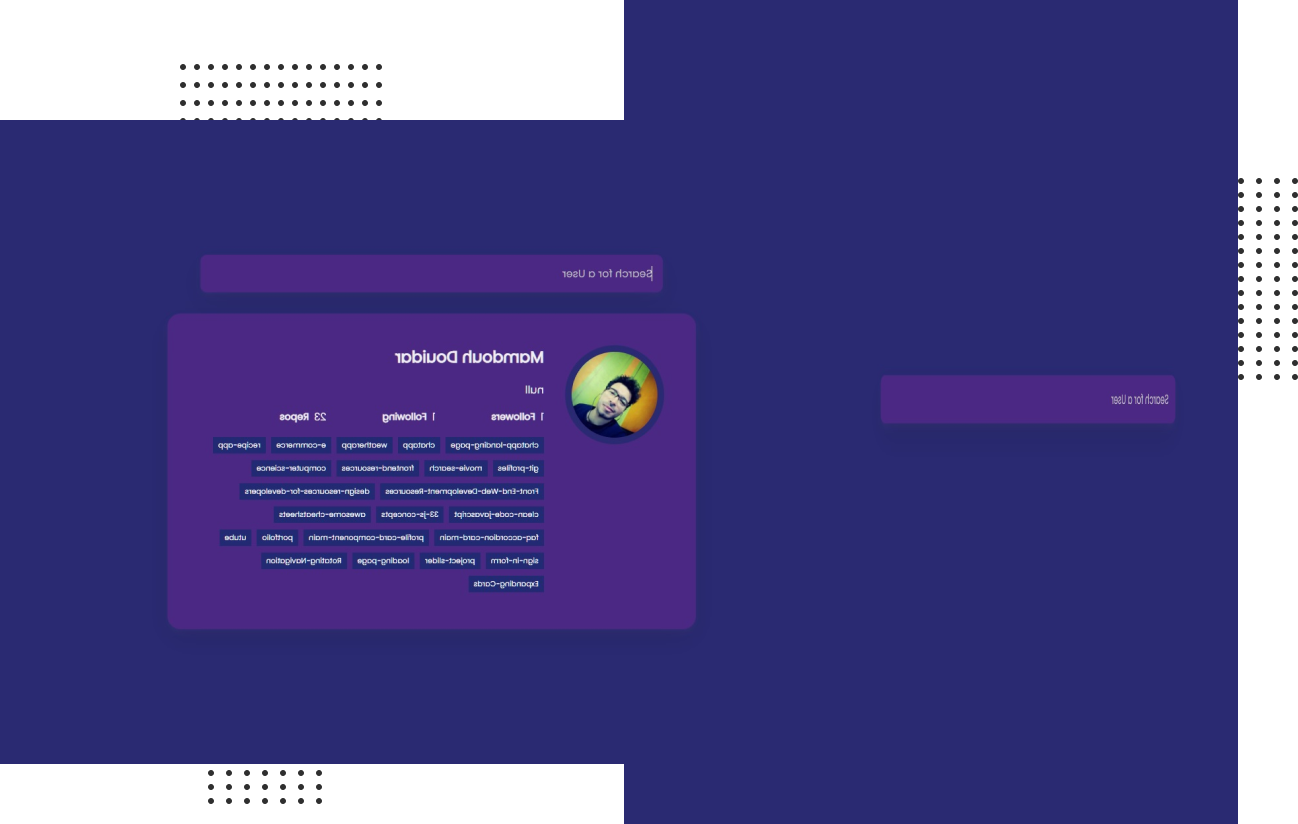 Search for a User
Mamdouh Douidar
null
1 Followers 1 Following 23 Repos
chatapp-landing-page chatapp weatherapp e-commerce recipe-app
git-profiles movie-search frontend-resources computer-science
Front-End-Web-Development-Resources design-resources-for-developers
clean-code-javascript 33-js-concepts awesome-cheatsheets
faq-accordion-card-main profile-card-component-main portfolio utute
sign-in-form project-slider loading-page Rotating-Navigation
Expanding-Cards
Search for a User